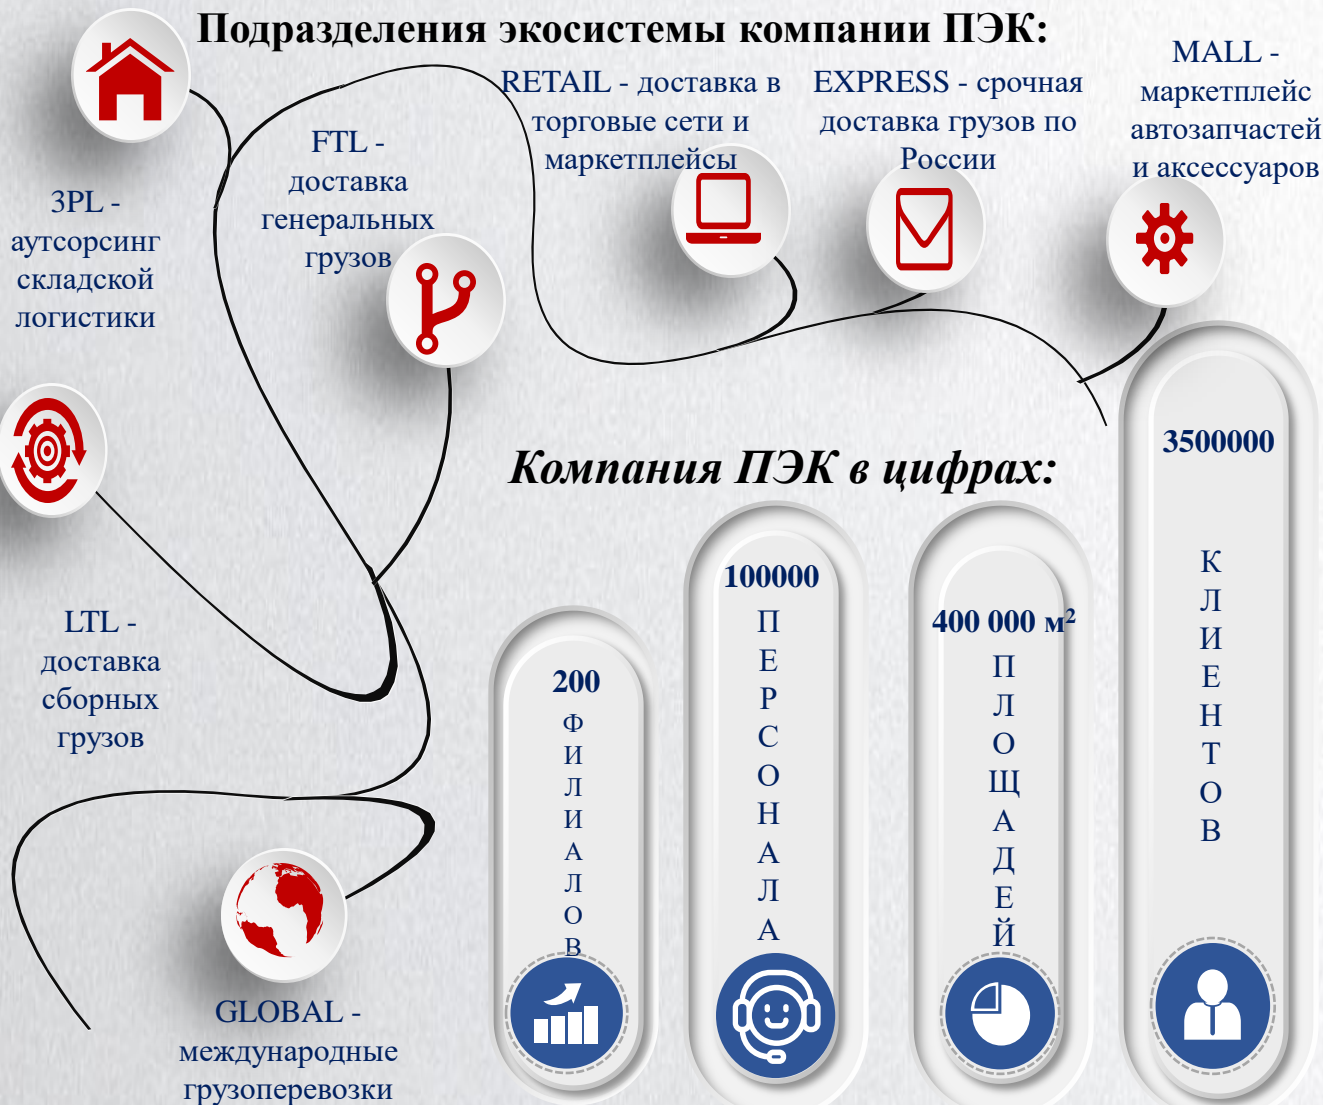 Подразделения экосистемы компании ПЭК:
3PL -
аутсорсинг
складской
логистики
FTL -
доставка
генеральных
грузов
RETAIL - доставка в
торговые сети и
маркетплейсы
EXPRESS - срочная
доставка грузов по
России
MALL -
маркетплейс
автозапчастей
и аксессуаров
LTL -
доставка
сборных
грузов
GLOBAL -
международные
грузоперевозки
Компания ПЭК в цифрах:
200
ФИЛИАЛОВ
100000
ПЕРСОНАЛА
400 000 м²
ПЛОЩАДЕЙ
3500000
КЛИЕНТОВ